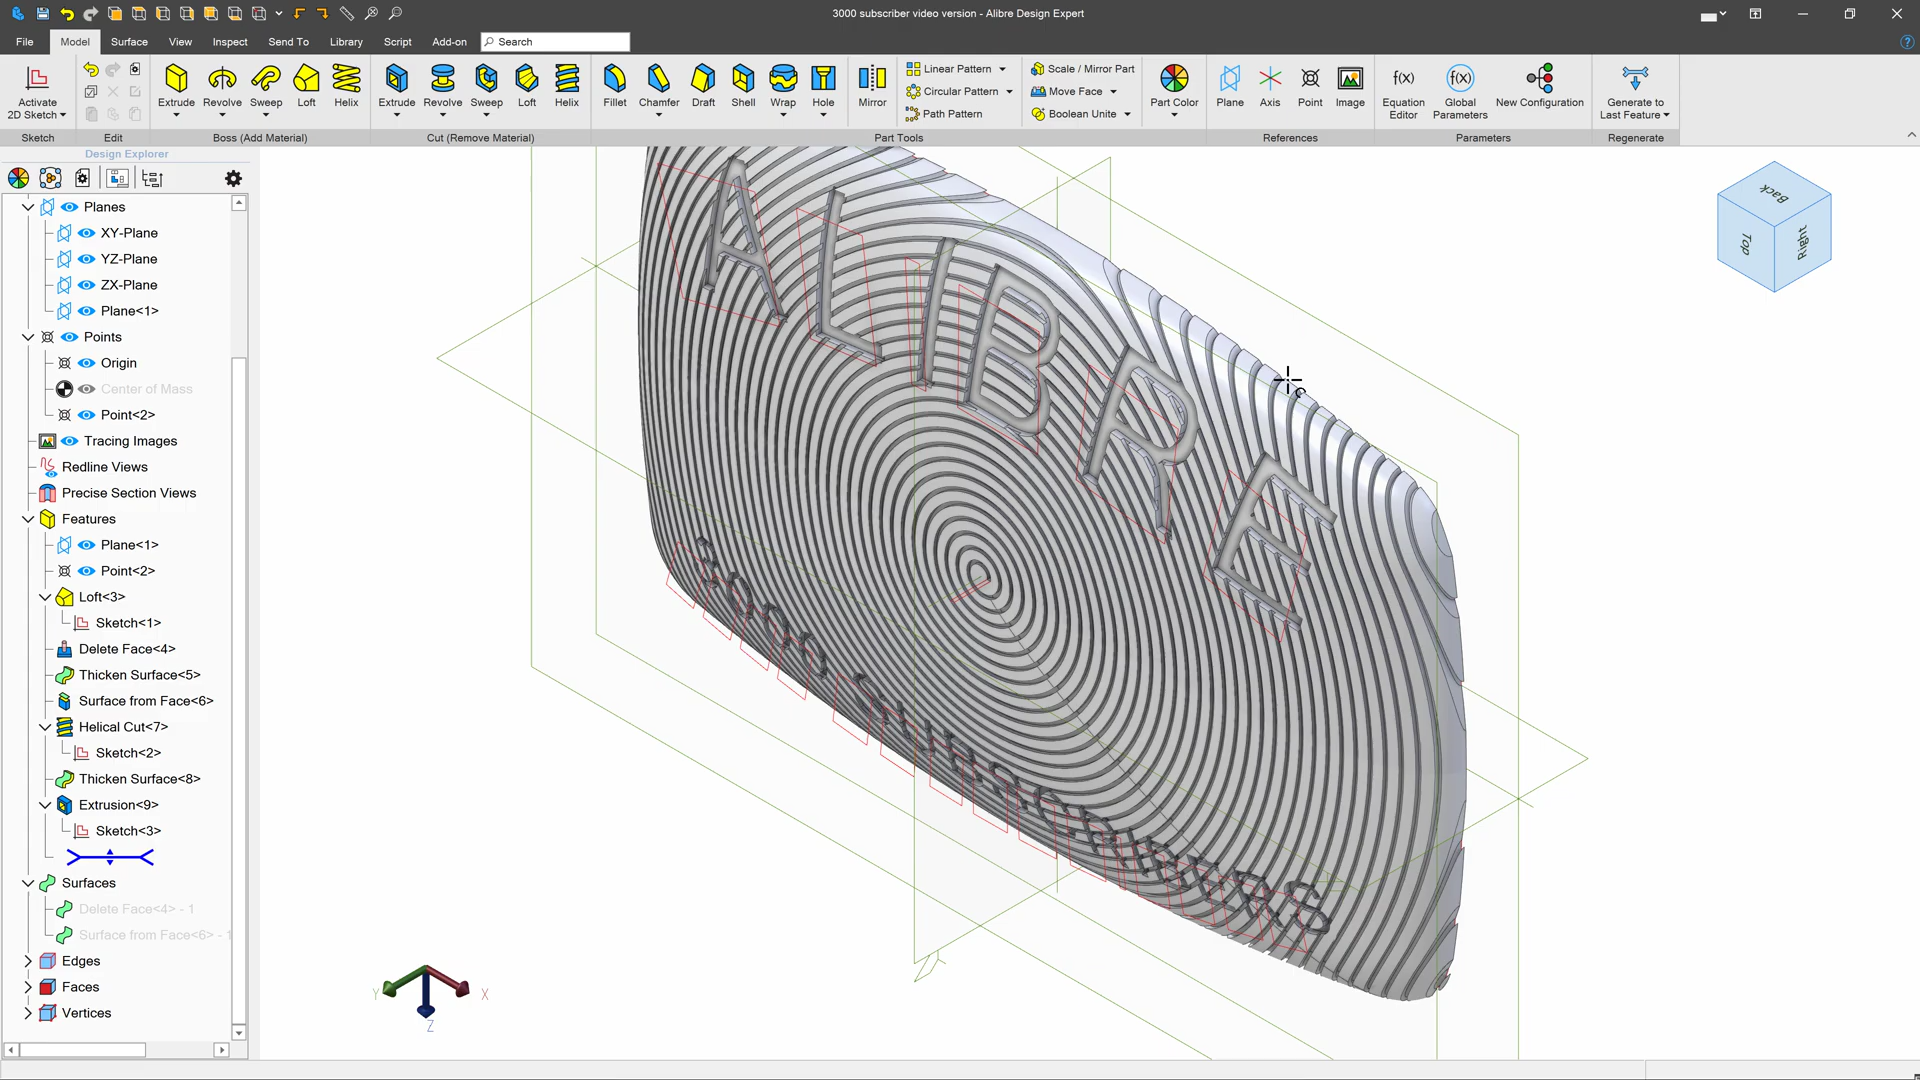 3000 subscriber video version - Alibre Design Expert
File Model Surface View Inspect Send To Library Script Add-on Search
Activate 2D Sketch
Sketch
Edit
Extrude Revolve Sweep Loft Helix
Boss (Add Material)
Extrude Revolve Sweep Loft Helix
Cut (Remove Material)
Fillet Chamfer Draft Shell Wrap Hole Mirror
Linear Pattern
Circular Pattern
Path Pattern
Scale / Mirror Part
Move Face
Boolean Unite
Part Tools
Part Color
Plane Axis Point Image
References
Equation Editor
Global Parameters
New Configuration
Parameters
Generate to Last Feature
Regenerate
Design Explorer
Planes
XY-Plane
YZ-Plane
ZX-Plane
Plane<1>
Points
Origin
Center of Mass
Point<2>
Tracing Images
Redline Views
Precise Section Views
Features
Plane<1>
Point<2>
Loft<3>
Sketch<1>
Delete Face<4>
Thicken Surface<5>
Surface from Face<6>
Helical Cut<7>
Sketch<2>
Thicken Surface<8>
Extrusion<9>
Sketch<3>
Surfaces
Delete Face<4> - 1
Surface from Face<6> - 1
Edges
Faces
Vertices
ALIBRE
3000 SUBSCRIBERS
Back
Top
Right
Y
X
Z